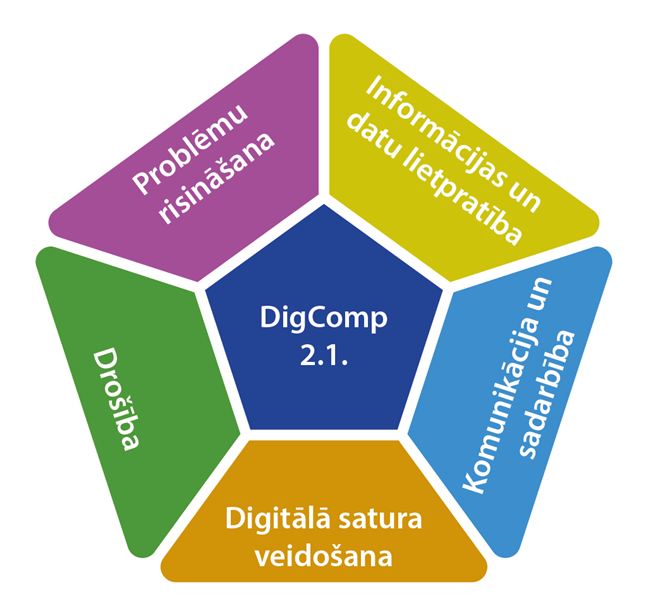 Problēmu
risināšana
Informācijas un
datu lietpratība
DigComp
2.1.
Drošība
Komunikācija un
sadarbība
Digitālā satura
veidošana